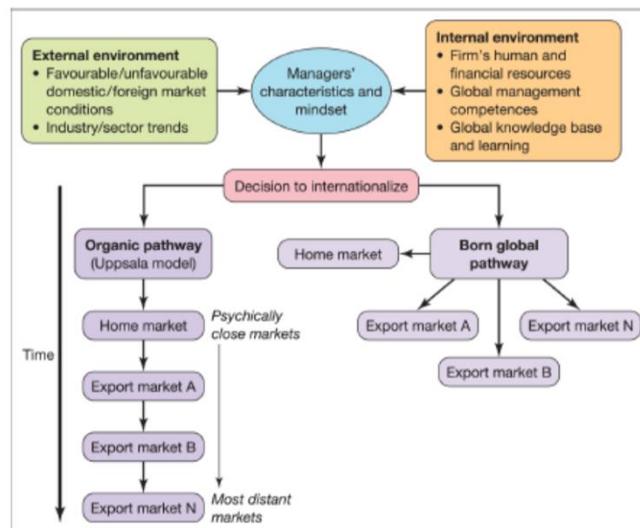 External environment
• Favourable/unfavourable
domestic/foreign market
conditions
• Industry/sector trends
Managers'
characteristics and
mindset
Internal environment
• Firm's human and
financial resources
• Global management
competences
• Global knowledge base
and learning
Decision to internationalize
Organic pathway
(Uppsala model)
Born global
pathway
Home market
Home market
Psychically
close markets
Export market A
Export market N
Export market B
Time
Export market A
Export market B
Export market N
Most distant
markets